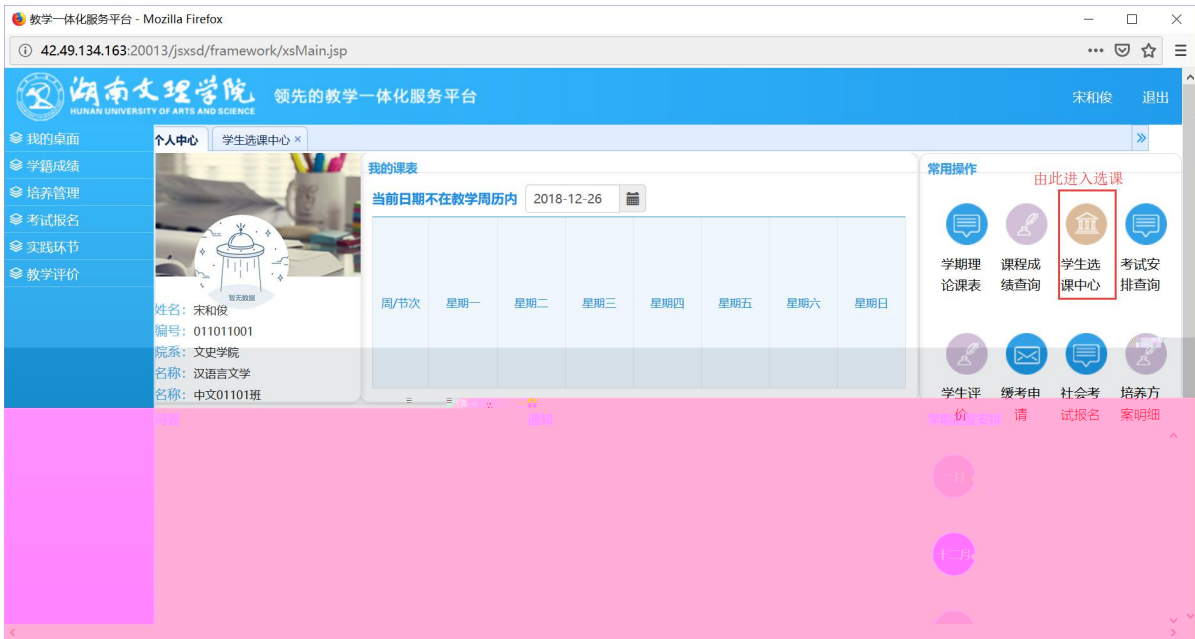 教学一体化服务平台 - Mozilla Firefox
42.49.134.163:20013/jsxsd/framework/xsMain.jsp
湖南文理学院
HUNAN UNIVERSITY OF ARTS AND SCIENCE
领先的教学一体化服务平台
宋和俊 退出
我的桌面
学籍成绩
培养管理
考试报名
实践环节
教学评价
个人中心 学生选课中心 ×
暂无数据
姓名: 宋和俊
编号: 011011001
院系: 文史学院
名称: 汉语言文学
名称: 中文01101班
我的课表
当前日期不在教学周历内 2018-12-26
周/节次 星期一 星期二 星期三 星期四 星期五 星期六 星期日
常用操作
由此进入选课
学期理论课表
课程成绩查询
学生选课中心
考试安排查询
学生评价
缓考申请
社会考试报名
培养方案明细
问答
通知
一月
十二月